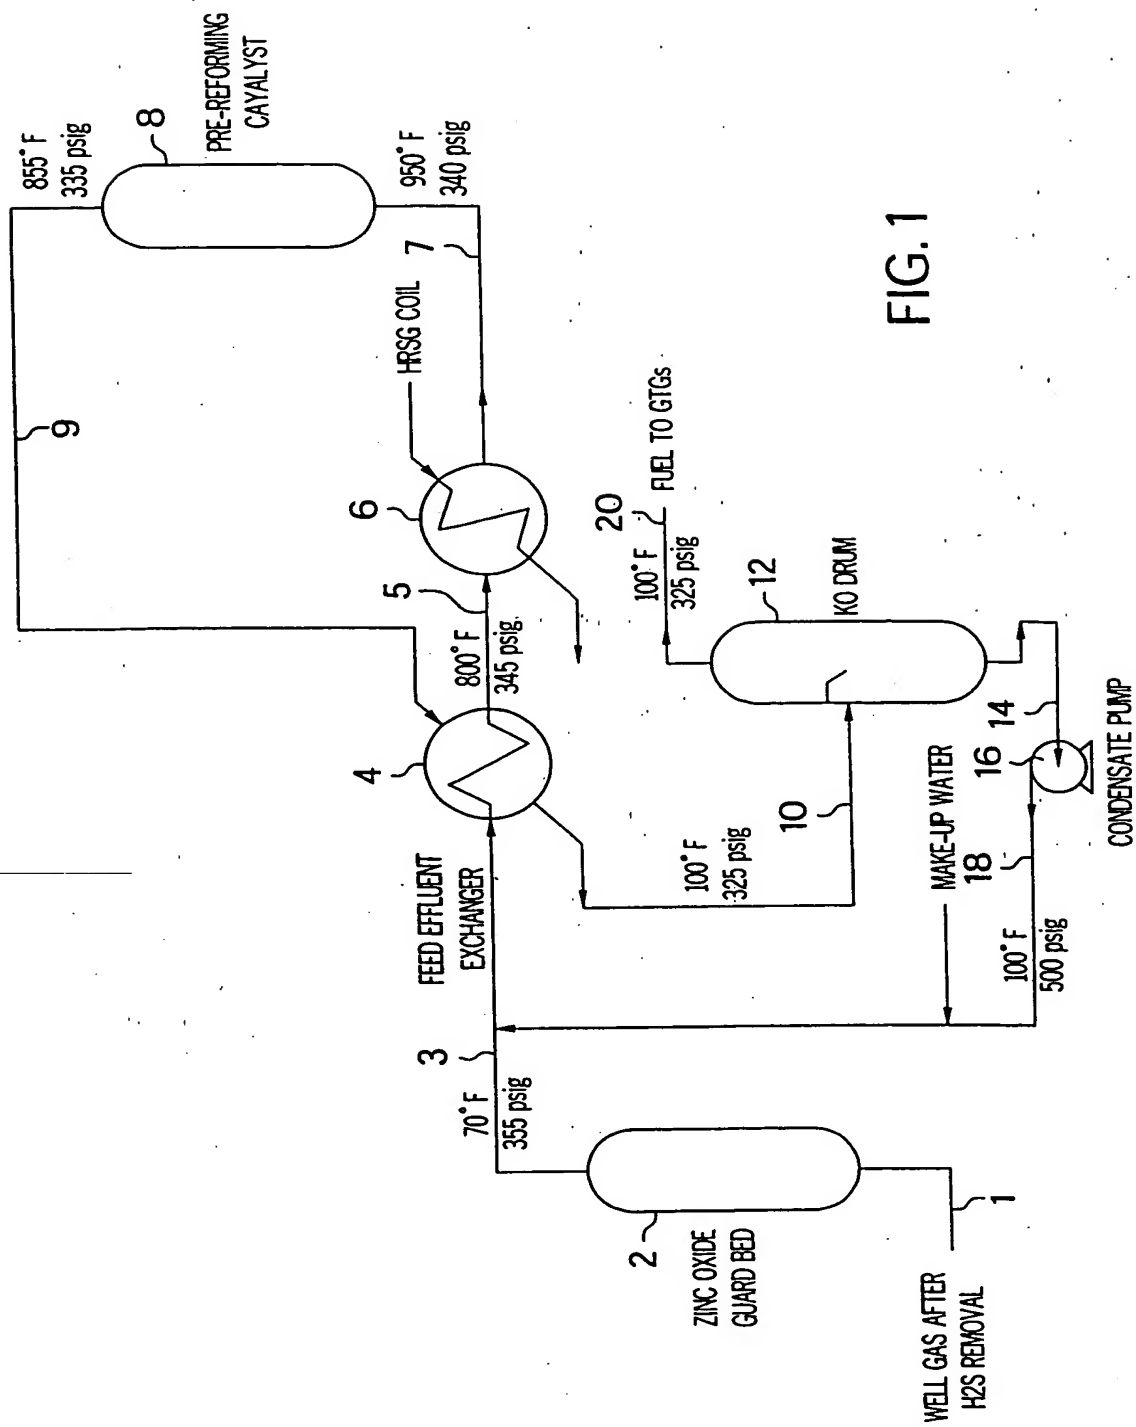 855° F
335 psig
8
PRE-REFORMING
CAYALYST
9
950° F
340 psig
7
HRSG COIL
6
5
800° F
345 psig.
4
FEED EFFLUENT
EXCHANGER
3
70° F
355 psig
2
ZINC OXIDE
GUARD BED
1
WELL GAS AFTER
H2S REMOVAL
20
FUEL TO GTGs
100° F
325 psig
12
KO DRUM
10
100° F
325 psig
14
16
CONDENSATE PUMP
MAKE-UP WATER
18
100° F
500 psig
FIG. 1